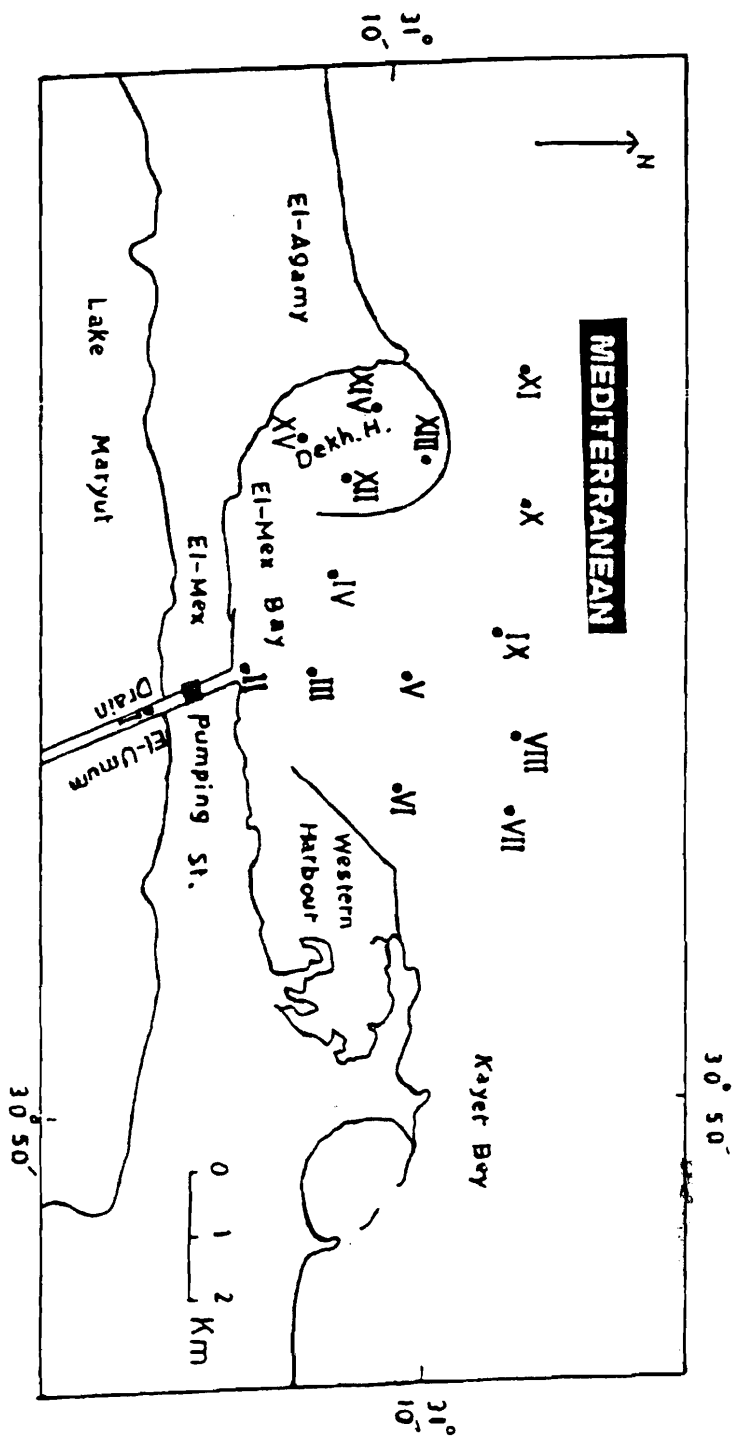 31°
10-
N
MEDITERRANEAN
XI
X
IX
VIII
VII
XIII
XIV
Dekh. H.
XV
XII
IV
V
III
VI
II
I
El-Agamy
El-Mex Bay
El-Mex
Pumping St.
El-Umum
Drain
Lake Maryut
Western
Harbour
Kayet Bey
30° 50-
30° 50'
31°
10-
0 1 2 Km